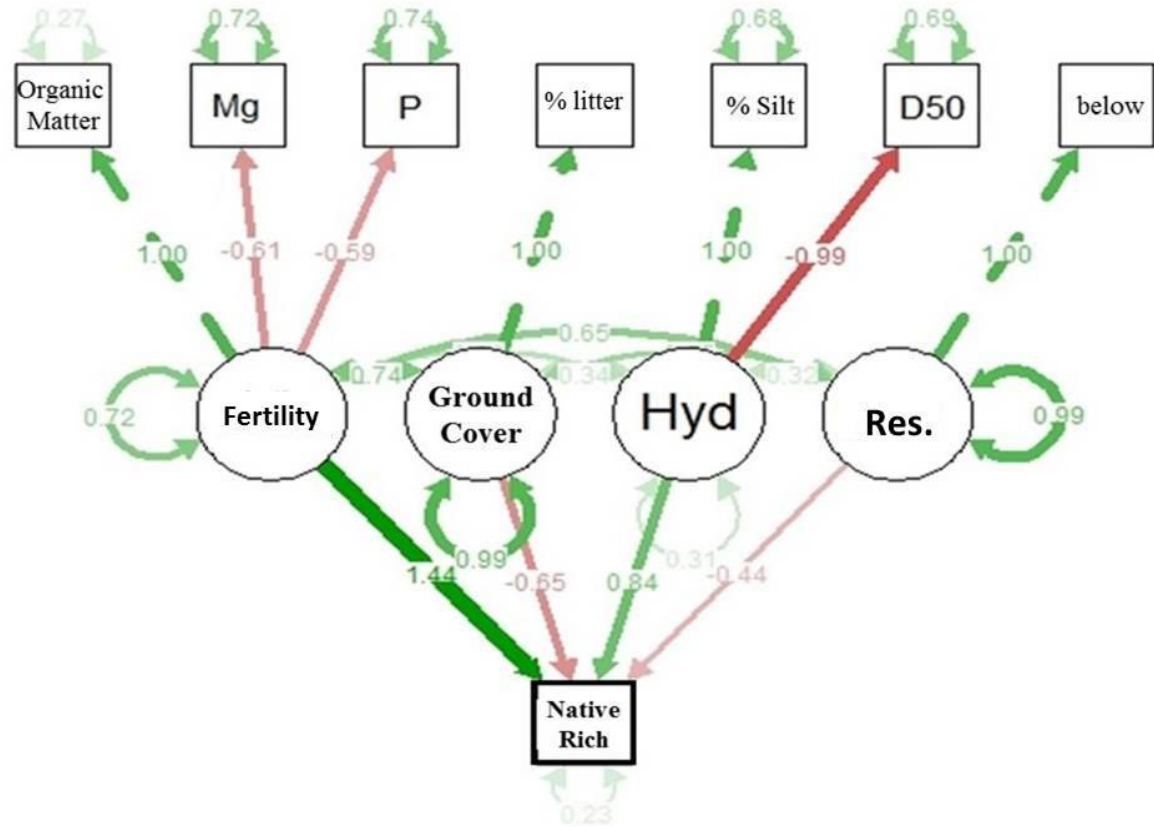 0.27 0.72 0.74 0.68 0.69
Organic
Matter
Mg
P
% litter
% Silt
D50
below
1.00 -0.61 -0.59 1.00 1.00 -0.99 1.00
0.65
0.74 0.34 0.32
0.72
Fertility
Ground
Cover
Hyd
Res.
0.99
1.44 0.99 -0.65 0.84 0.31 -0.44
Native
Rich
0.23